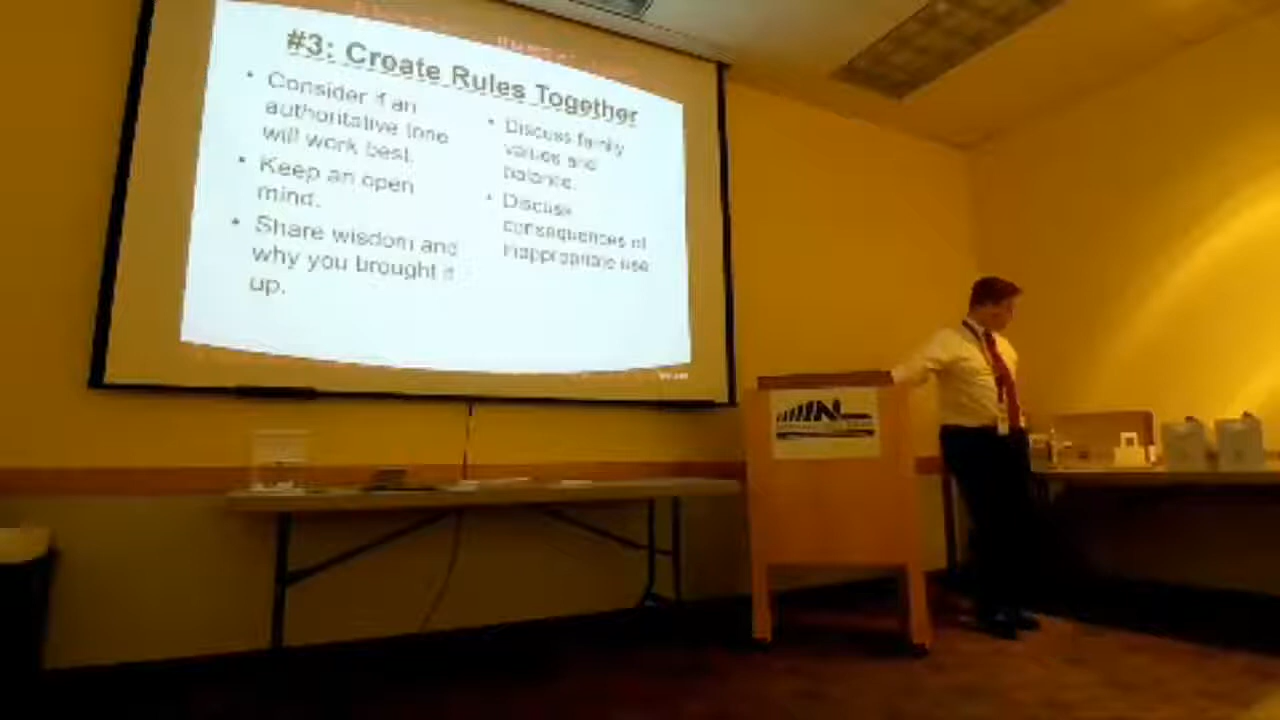 #3: Create Rules Together
• Consider if an
authoritative tone
will work best.
• Keep an open
mind.
• Share wisdom and
why you brought it
up.
• Discuss family
values and
balance.
• Discuss
consequences of
inappropriate use